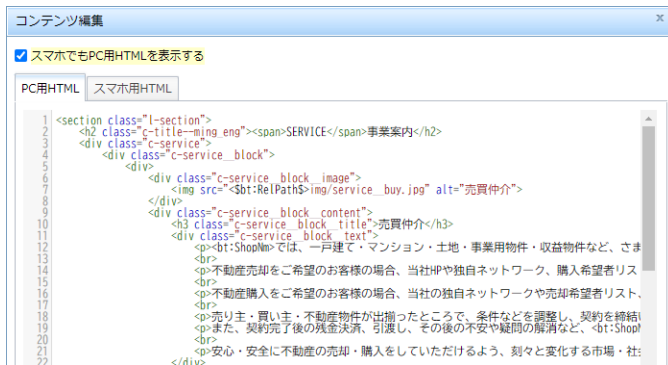 コンテンツ編集 x
スマホでもPC用HTMLを表示する
PC用HTML スマホ用HTML
1 <section class="l-section">
2 <h2 class="c-title--ming eng"><span>SERVICE</span>事業案内</h2>
3 <div class="c-service">
4 <div class="c-service__block">
5 <div>
6 <div class="c-service__block__image">
7 <img src="<$bt:RelPath$>img/service__buy.jpg" alt="売買仲介">
8 </div>
9 <div class="c-service__block__content">
10 <h3 class="c-service__block__title">売買仲介</h3>
11 <div class="c-service__block__text">
12 <p><bt:ShopNm>では、一戸建て・マンション・土地・事業用物件・収益物件など、さま
13 <br>
14 <p>不動産売却をご希望のお客様の場合、当社HPや独自ネットワーク、購入希望者リス
15 <br>
16 <p>不動産購入をご希望のお客様の場合、当社の独自ネットワークや売却希望者リスト、
17 <br>
18 <p>売り主・買い主・不動産物件が出揃ったところで、条件などを調整し、契約を締結い
19 <p>また、契約完了後の残金決済、引渡し、その後の不安や疑問の解消など、<bt:ShopN
20 <br>
21 <p>安心・安全に不動産の売却・購入をしていただけるよう、刻々と変化する市場・社会
22 </div>